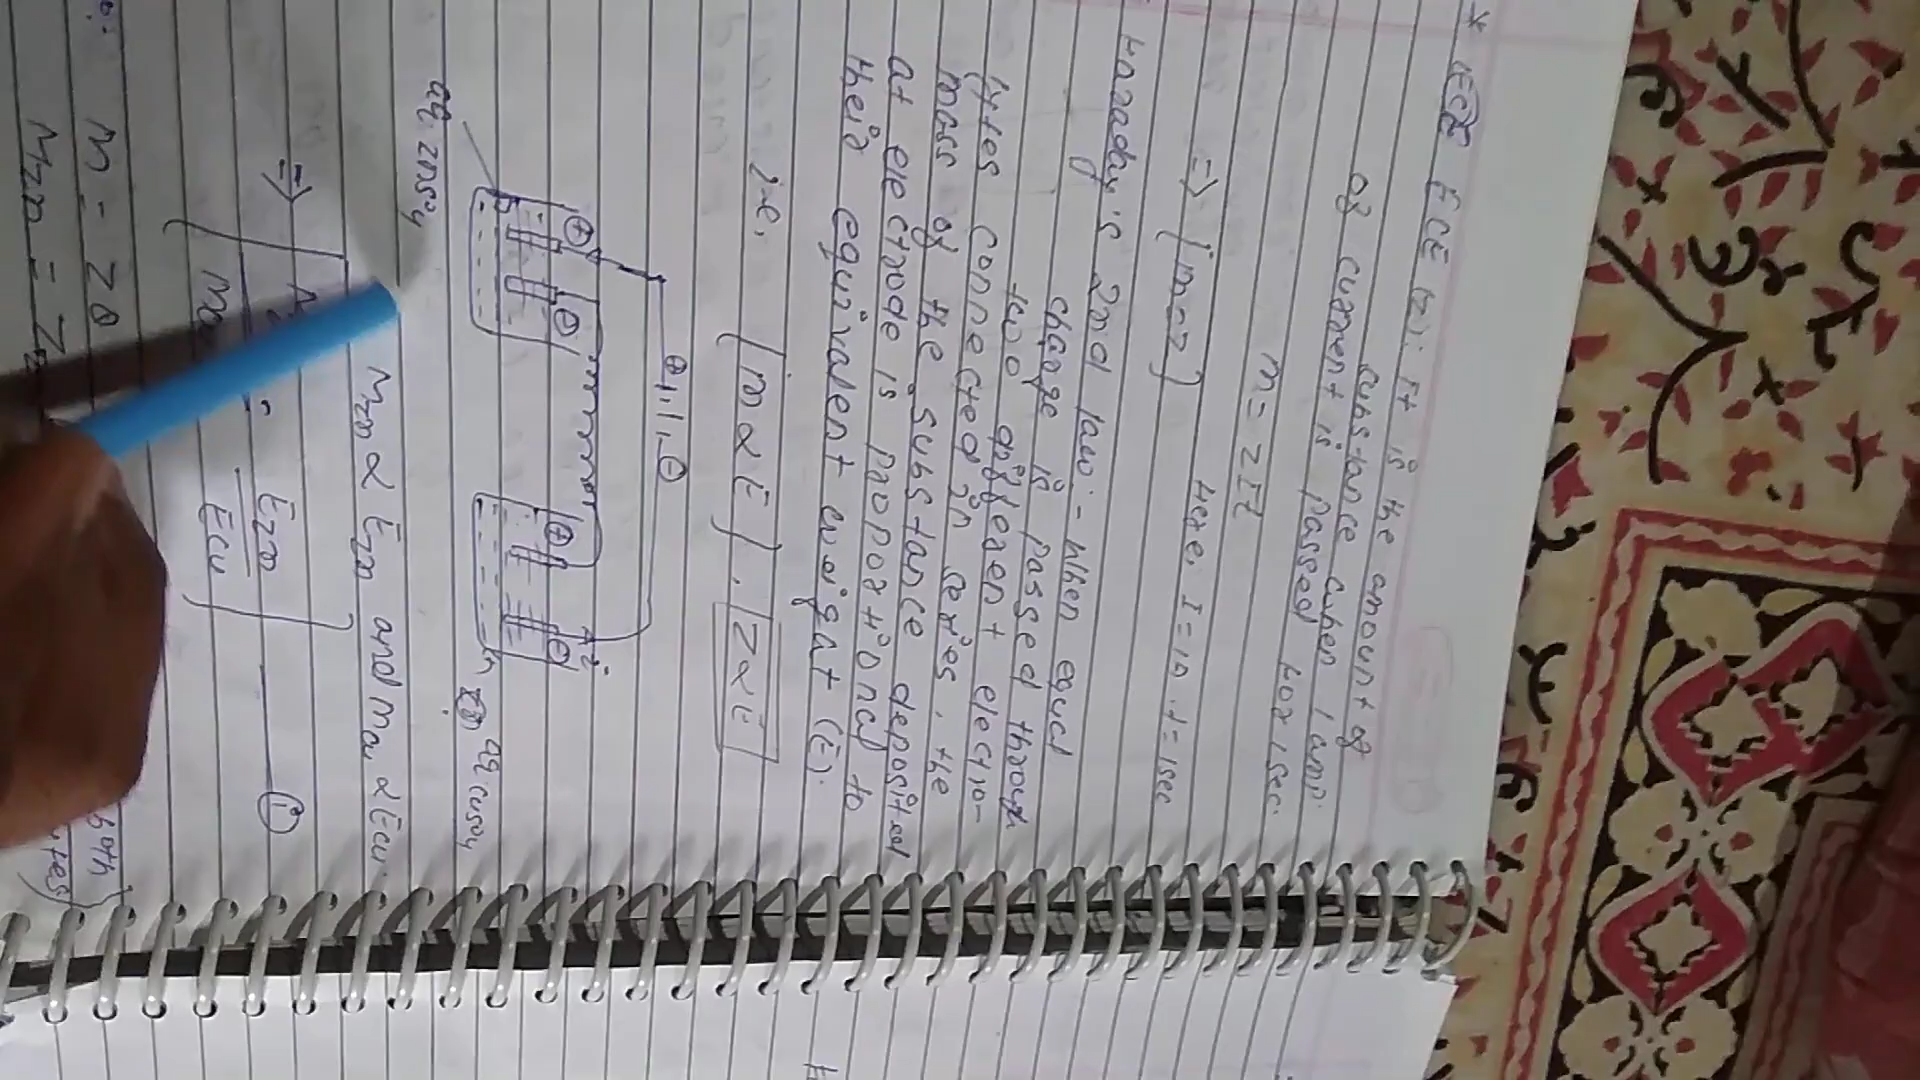 * ECE (Z): It is the amount of
substance when 1 amp.
of current is passed for 1 sec.
m = ZIt
Here, I = 1A. t = 1sec
=> [m=Z]
Faraday's 2nd law:- When equal
charge is passed through
two different electro-
lytes connected in series, the
mass of the substance deposited
at electrode is proportional to
their equivalent weight (E).
i.e. [m α E]. Z α E
aq. ZnSO4
aq CuSO4
MZn α EZn and MCu α ECu
=>
EZn
ECu
1
m = ZQ
both
MZn = Z